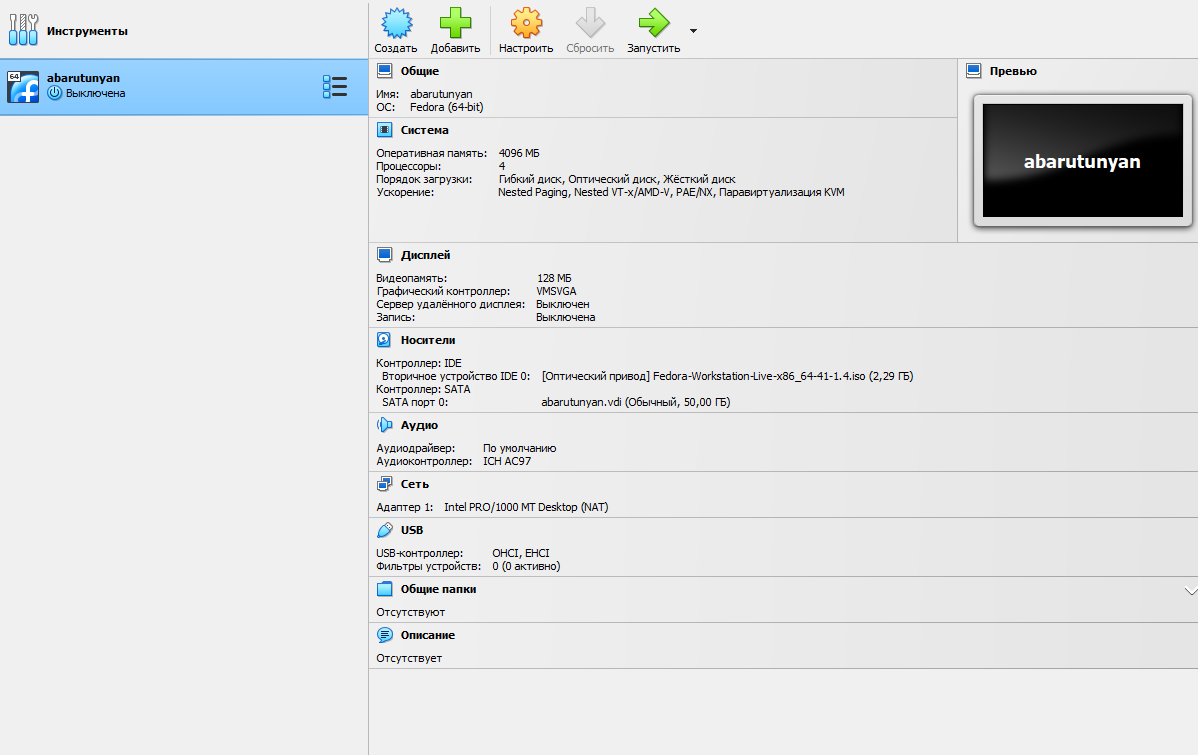 Инструменты
64
abarutunyan
Выключена
Создать
Добавить
Настроить
Сбросить
Запустить
Общие
Имя: abarutunyan
ОС: Fedora (64-bit)
Превью
abarutunyan
Система
Оперативная память: 4096 МБ
Процессоры: 4
Порядок загрузки: Гибкий диск, Оптический диск, Жёсткий диск
Ускорение: Nested Paging, Nested VT-x/AMD-V, PAE/NX, Паравиртуализация KVM
Дисплей
Видеопамять: 128 МБ
Графический контроллер: VMSVGA
Сервер удалённого дисплея: Выключен
Запись: Выключена
Носители
Контроллер: IDE
Вторичное устройство IDE 0: [Оптический привод] Fedora-Workstation-Live-x86_64-41-1.4.iso (2,29 ГБ)
Контроллер: SATA
SATA порт 0: abarutunyan.vdi (Обычный, 50,00 ГБ)
Аудио
Аудиодрайвер: По умолчанию
Аудиоконтроллер: ICH AC97
Сеть
Адаптер 1: Intel PRO/1000 MT Desktop (NAT)
USB
USB-контроллер: OHCI, EHCI
Фильтры устройств: 0 (0 активно)
Общие папки
Отсутствуют
Описание
Отсутствует